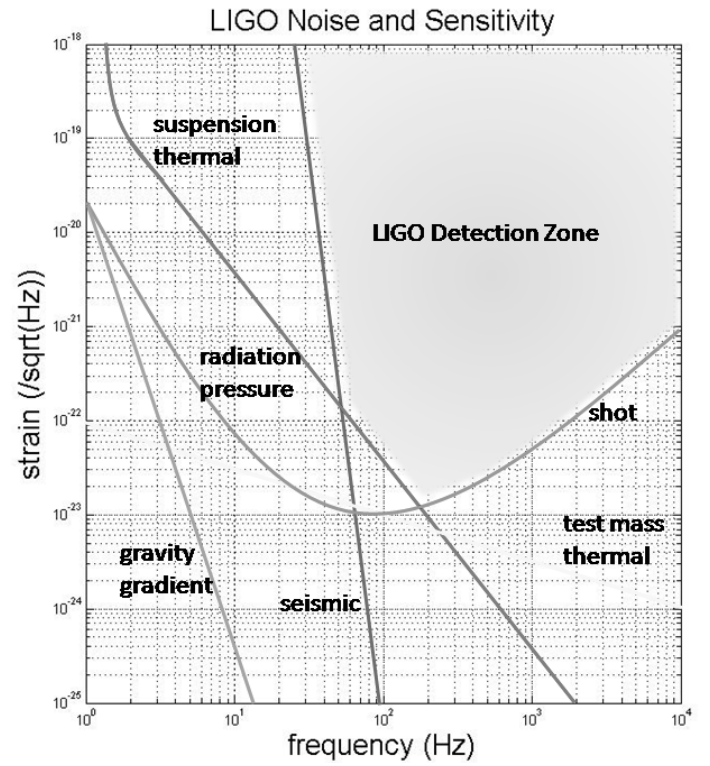 LIGO Noise and Sensitivity
10^-18
suspension
thermal
10^-19
LIGO Detection Zone
10^-20
strain (/sqrt(Hz))
10^-21
radiation
pressure
10^-22
shot
10^-23
test mass
thermal
gravity
gradient
10^-24
seismic
10^-25
10^0 10^1 10^2 10^3 10^4
frequency (Hz)